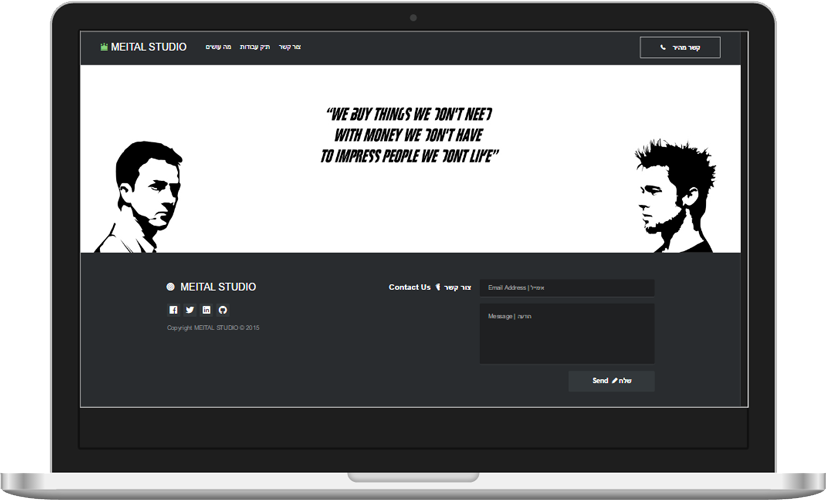 MEITAL STUDIO
מה עושים תיק עבודות צור קשר
קשר מהיר
“WE BUY THINGS WE DON'T NEED
WITH MONEY WE DON'T HAVE
TO IMPRESS PEOPLE WE DONT LIKE”
MEITAL STUDIO
Copyright MEITAL STUDIO © 2015
Contact Us צור קשר
Email Address | אימייל
Message | הודעה
Send שלח